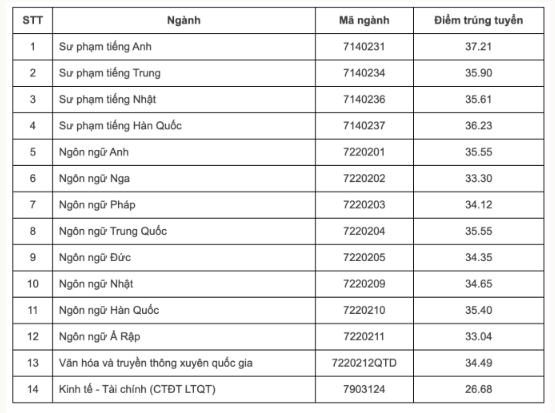 STT Ngành Mã ngành Điểm trúng tuyển
1 Sư phạm tiếng Anh 7140231 37.21
2 Sư phạm tiếng Trung 7140234 35.90
3 Sư phạm tiếng Nhật 7140236 35.61
4 Sư phạm tiếng Hàn Quốc 7140237 36.23
5 Ngôn ngữ Anh 7220201 35.55
6 Ngôn ngữ Nga 7220202 33.30
7 Ngôn ngữ Pháp 7220203 34.12
8 Ngôn ngữ Trung Quốc 7220204 35.55
9 Ngôn ngữ Đức 7220205 34.35
10 Ngôn ngữ Nhật 7220209 34.65
11 Ngôn ngữ Hàn Quốc 7220210 35.40
12 Ngôn ngữ Ả Rập 7220211 33.04
13 Văn hóa và truyền thông xuyên quốc gia 7220212QTD 34.49
14 Kinh tế - Tài chính (CTĐT LTQT) 7903124 26.68